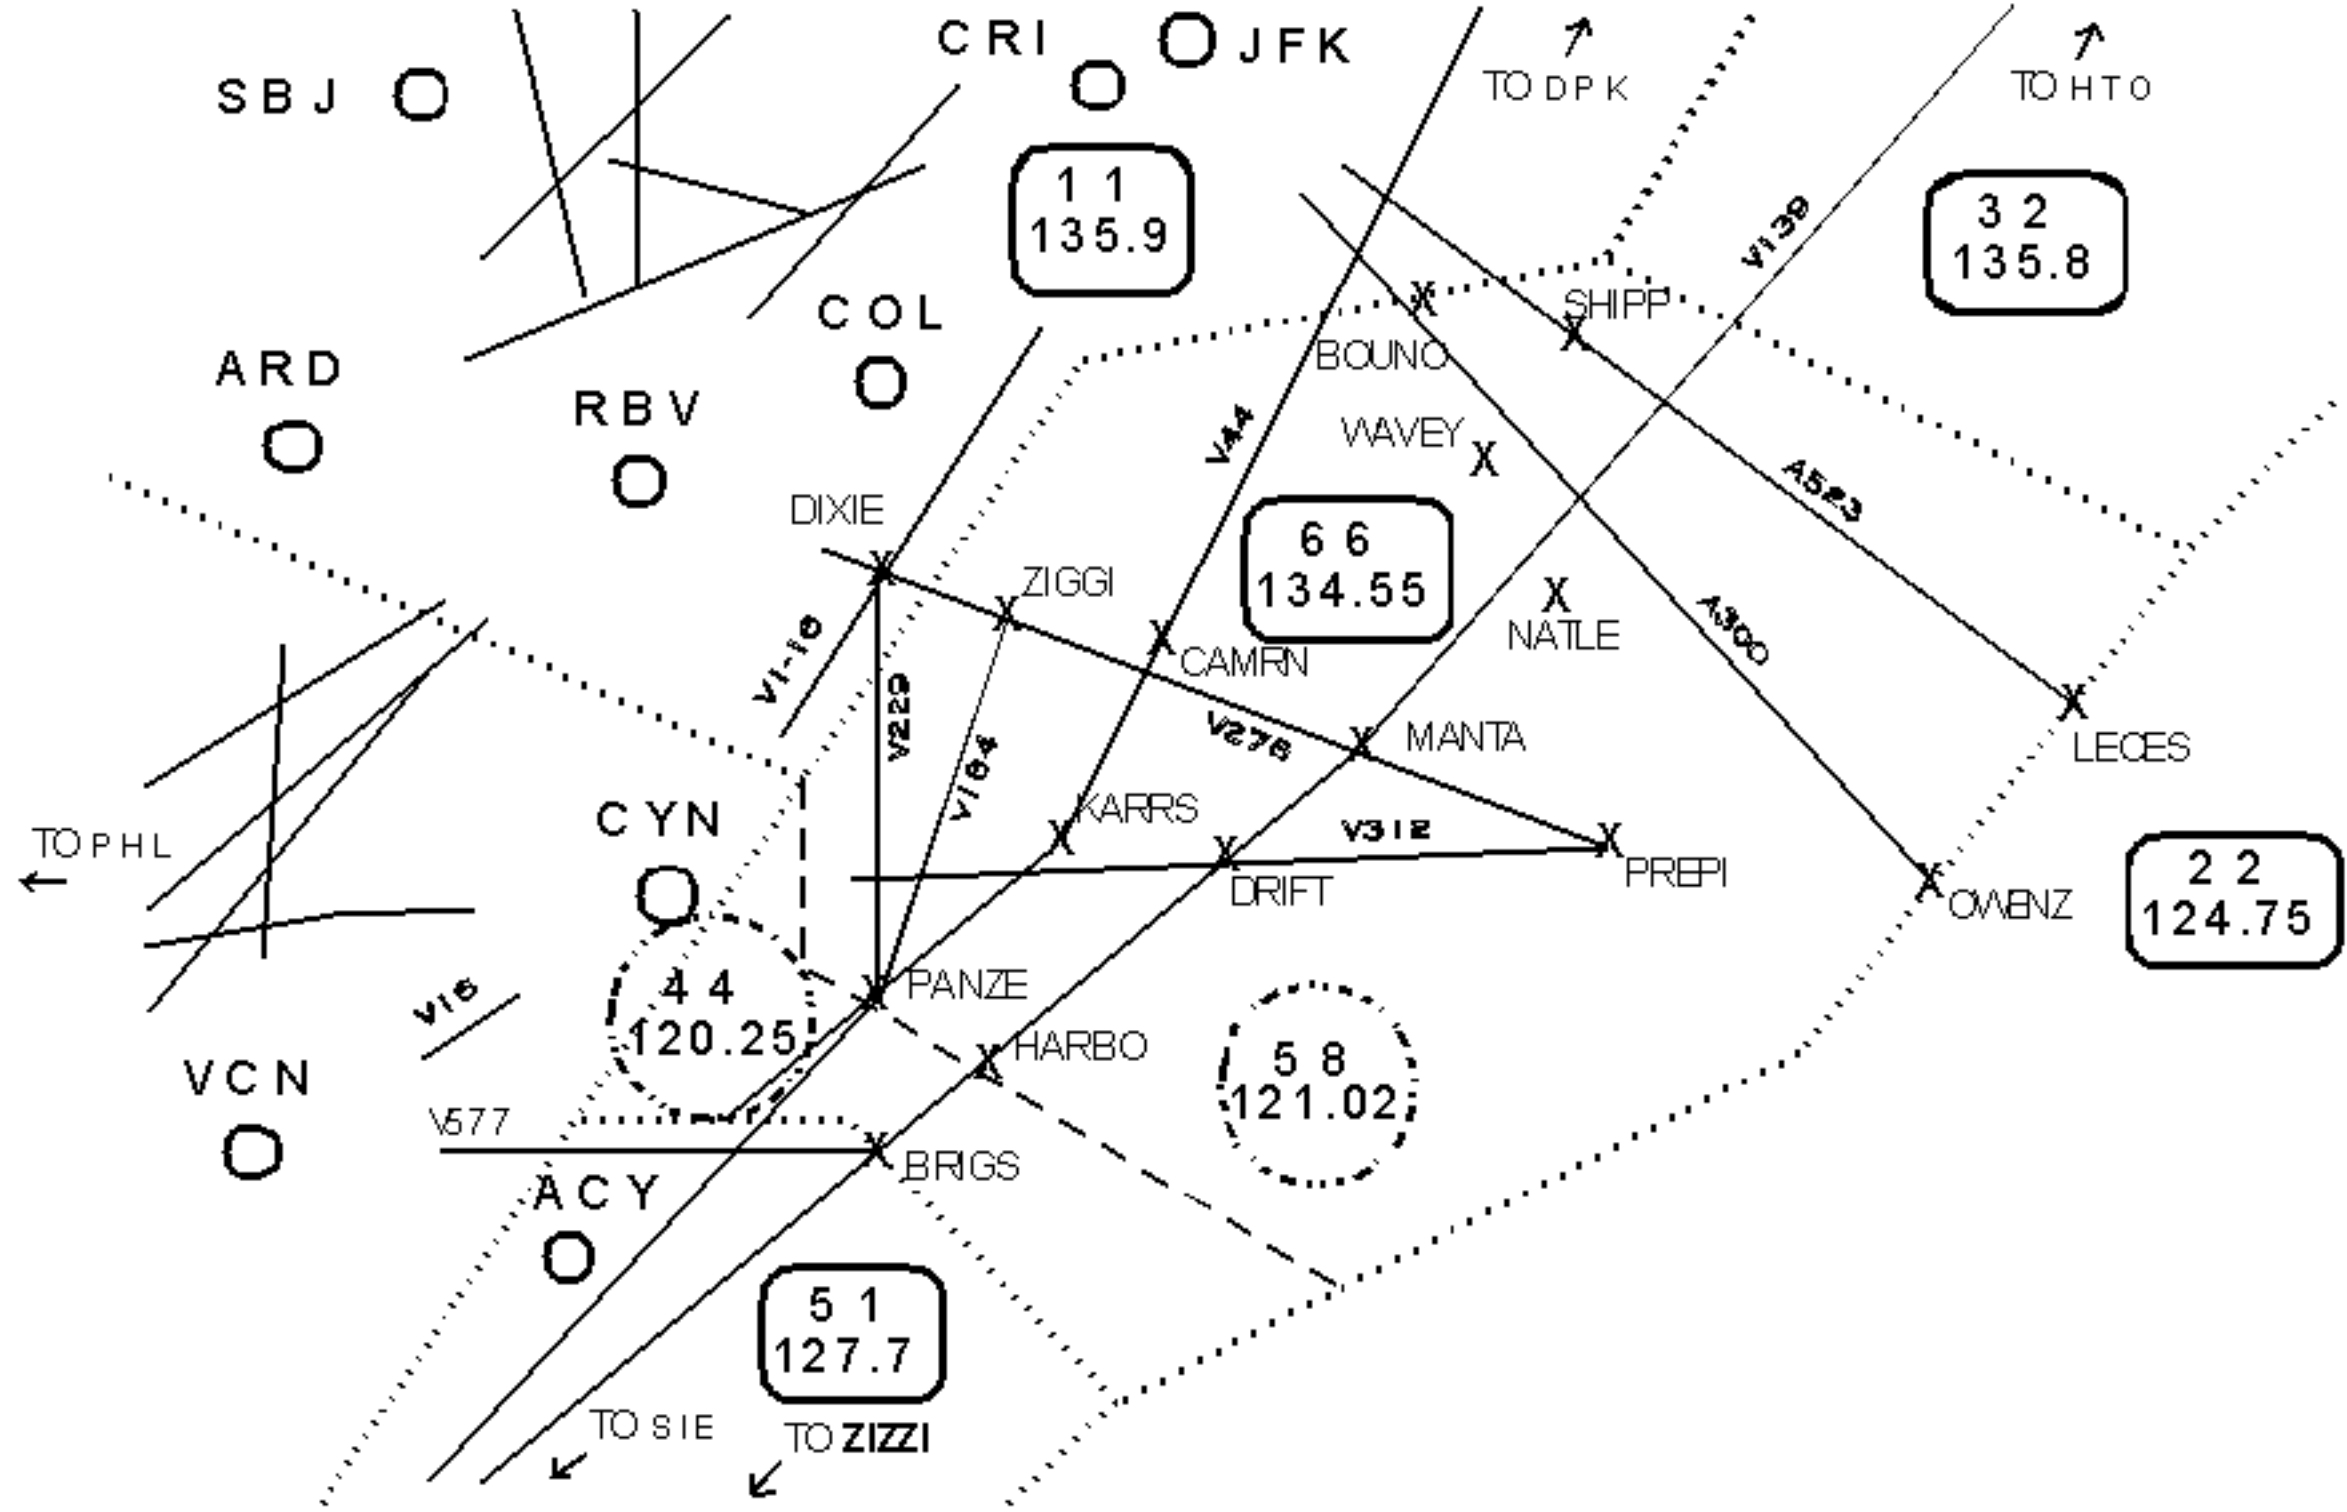 CRI
JFK
SBJ
TO DPK
TO HTO
11
135.9
32
135.8
V139
SHIPP
COL
BOUNO
ARD
RBV
V44
WAVEY
A523
DIXIE
66
134.55
ZIGGI
A300
NATLE
V1-16
CAMRN
V229
V276
MANTA
LECES
V184
CYN
KARRS
V312
TO PHL
PREPI
DRIFT
22
124.75
OWENZ
PANZE
44
120.25
V16
HARBO
58
121.02
VCN
V577
BRIGS
ACY
51
127.7
TO SIE
TO ZIZZI